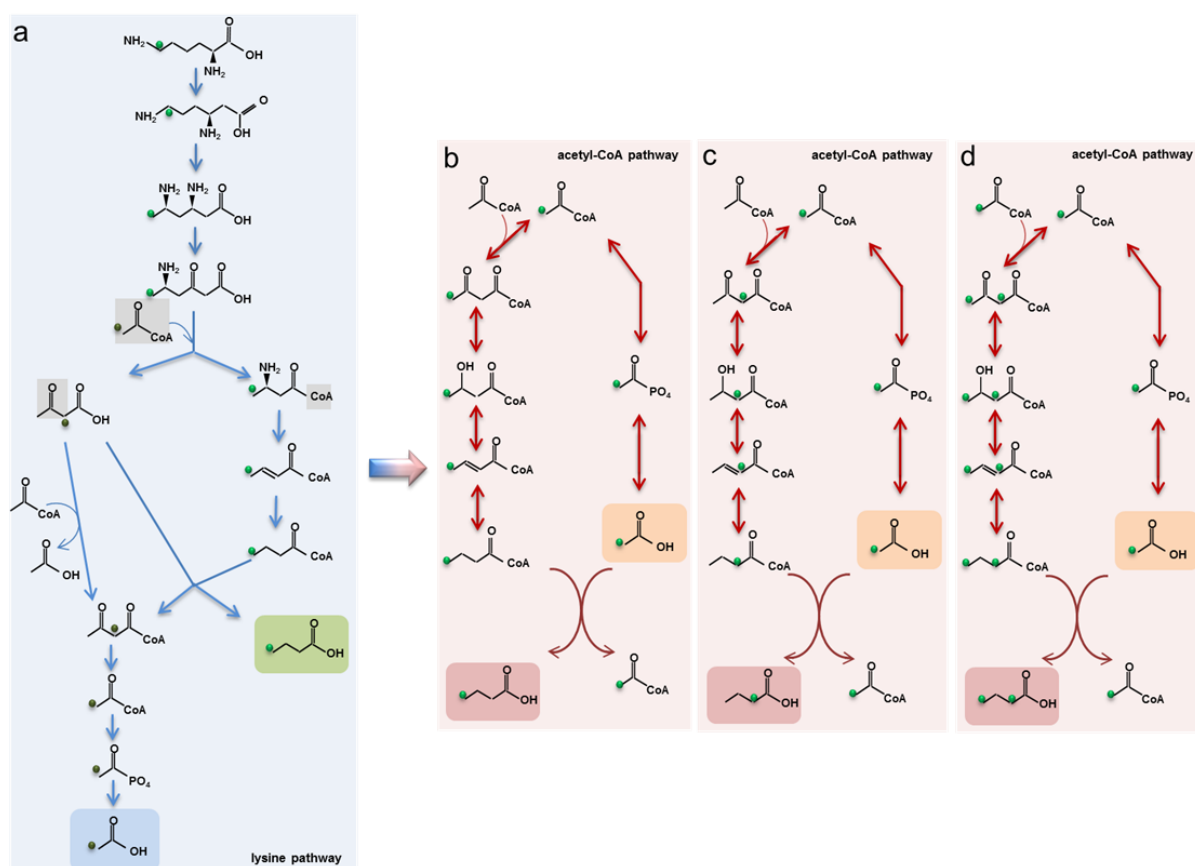 a
O
NH₂
OH
NH₂
O
NH₂
NH₂
OH
NH₂ NH₂ O
OH
NH₂ O O
OH
O
CoA
O O
OH
NH₂ O
CoA
O
CoA
O
CoA
O
OH
O
CoA
O O
CoA
O
OH
O
CoA
O
PO₄
O
OH
lysine pathway
b
acetyl-CoA pathway
O
CoA
O
CoA
O O
CoA
OH O
CoA
O
PO₄
O
CoA
O
OH
O
CoA
O
OH
O
CoA
c
acetyl-CoA pathway
O
CoA
O
CoA
O O
CoA
OH O
CoA
O
PO₄
O
CoA
O
OH
O
CoA
O
OH
O
CoA
d
acetyl-CoA pathway
O
CoA
O
CoA
O O
CoA
OH O
CoA
O
PO₄
O
CoA
O
OH
O
CoA
O
OH
O
CoA